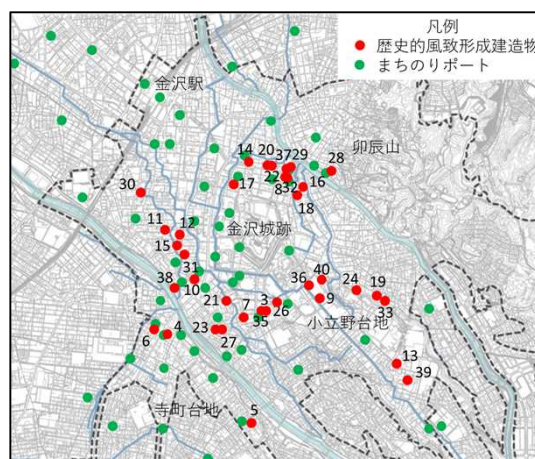 凡例
歴史的風致形成建造物
まちのりポート
金沢駅
卯辰山
14 20 37 29 28
22
8 32 16
17
18
30
11 12
金沢城跡
15
31
38 10
36 40
24 19
21 7 3
26 9
33
35
小立野台地
6 4 23
27
13
39
寺町台地
5